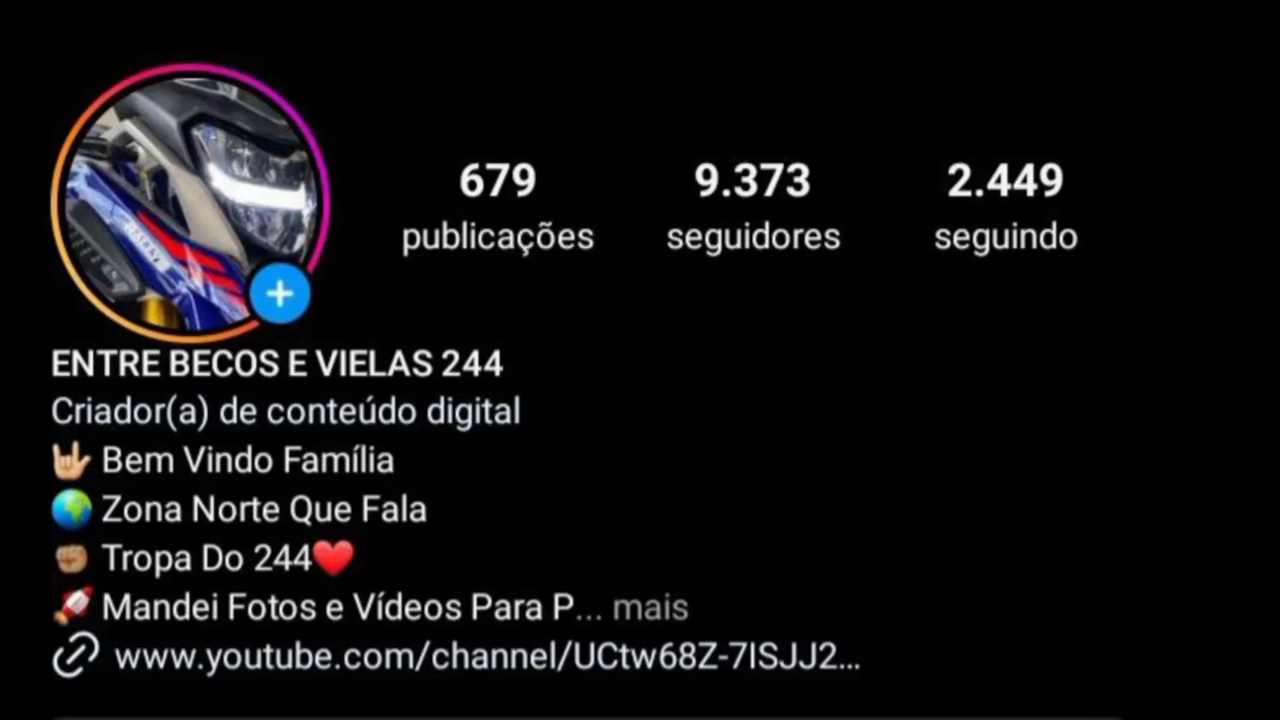 679 9.373 2.449
publicações seguidores seguindo
ENTRE BECOS E VIELAS 244
Criador(a) de conteúdo digital
🤟🏼 Bem Vindo Família
🌍 Zona Norte Que Fala
✊🏽 Tropa Do 244❤️
🚀 Mandei Fotos e Vídeos Para P... mais
www.youtube.com/channel/UCtw68Z-7ISJJ2...